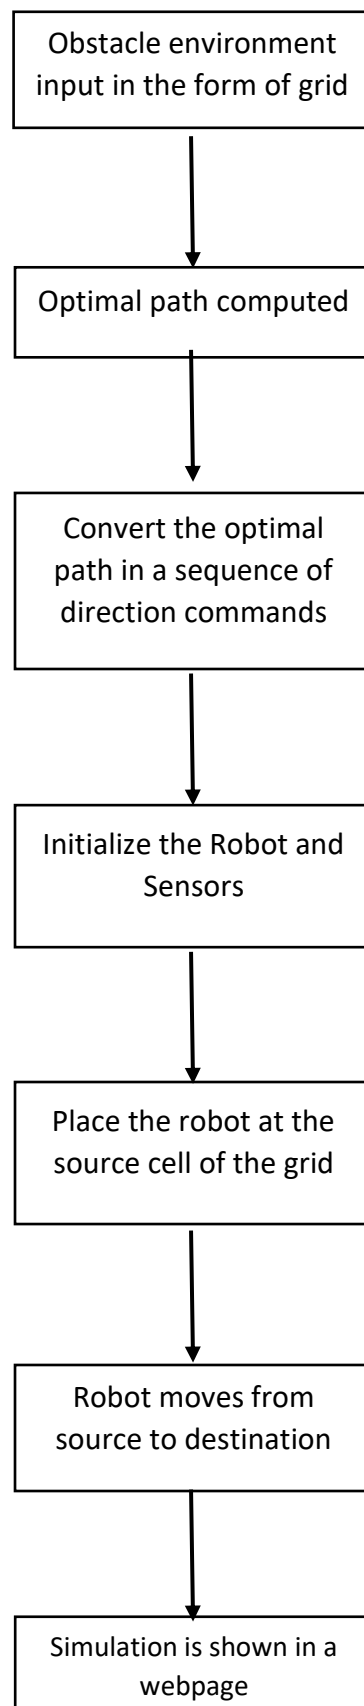 Obstacle environment
input in the form of grid
Optimal path computed
Convert the optimal
path in a sequence of
direction commands
Initialize the Robot and
Sensors
Place the robot at the
source cell of the grid
Robot moves from
source to destination
Simulation is shown in a
webpage